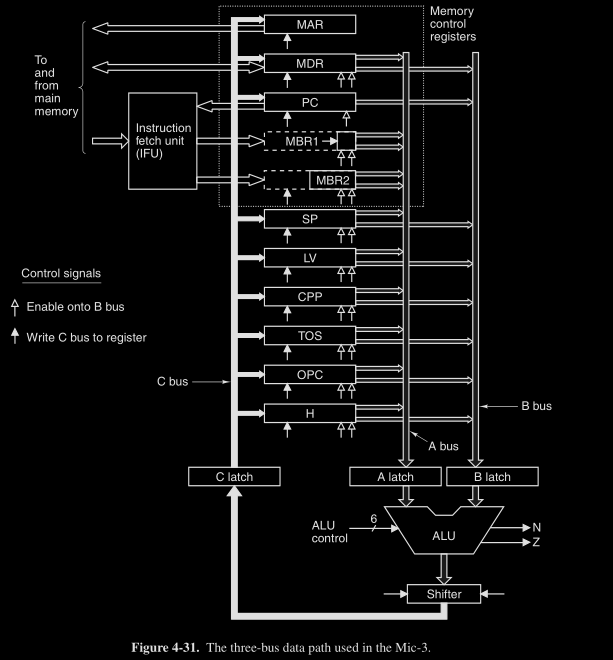 Memory
control
registers
MAR
To
and
from
main
memory
MDR
PC
Instruction
fetch unit
(IFU)
MBR1
MBR2
SP
LV
Control signals
CPP
Enable onto B bus
TOS
Write C bus to register
C bus
OPC
H
B bus
A bus
C latch
A latch
B latch
ALU
control
6
ALU
N
Z
Shifter
Figure 4-31. The three-bus data path used in the Mic-3.